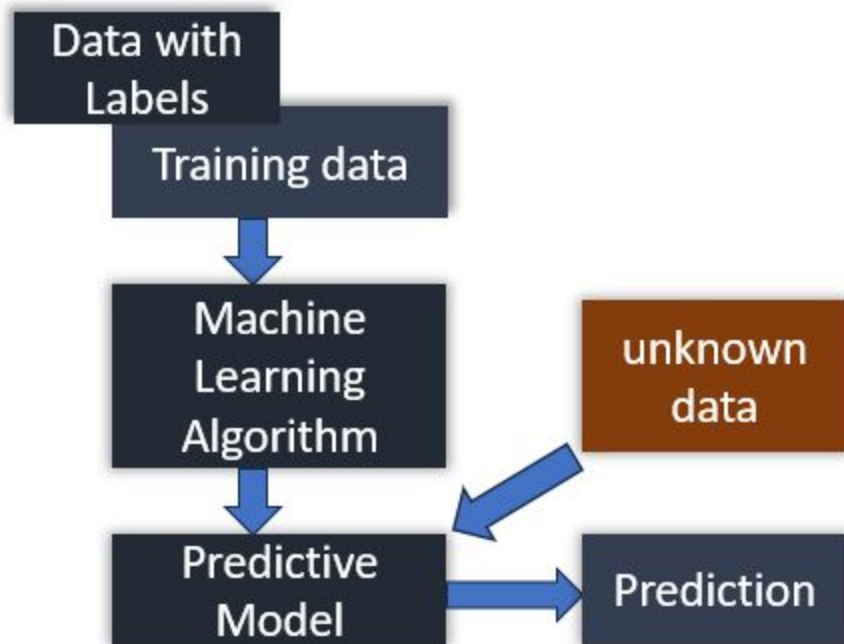 Data with
Labels
Training data
Machine
Learning
Algorithm
unknown
data
Predictive
Model
Prediction